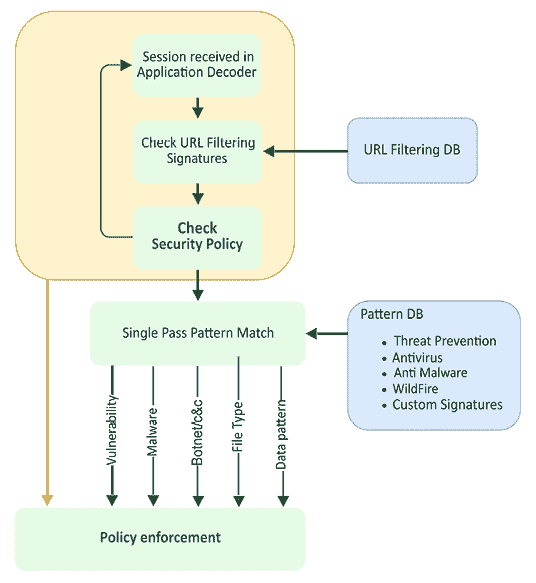 Session received in
Application Decoder
Check URL Filtering
Signatures
URL Filtering DB
Check
Security Policy
Single Pass Pattern Match
Pattern DB
• Threat Prevention
• Antivirus
• Anti Malware
• WildFire
• Custom Signatures
Vulnerability
Malware
Botnet/c&c
File Type
Data pattern
Policy enforcement